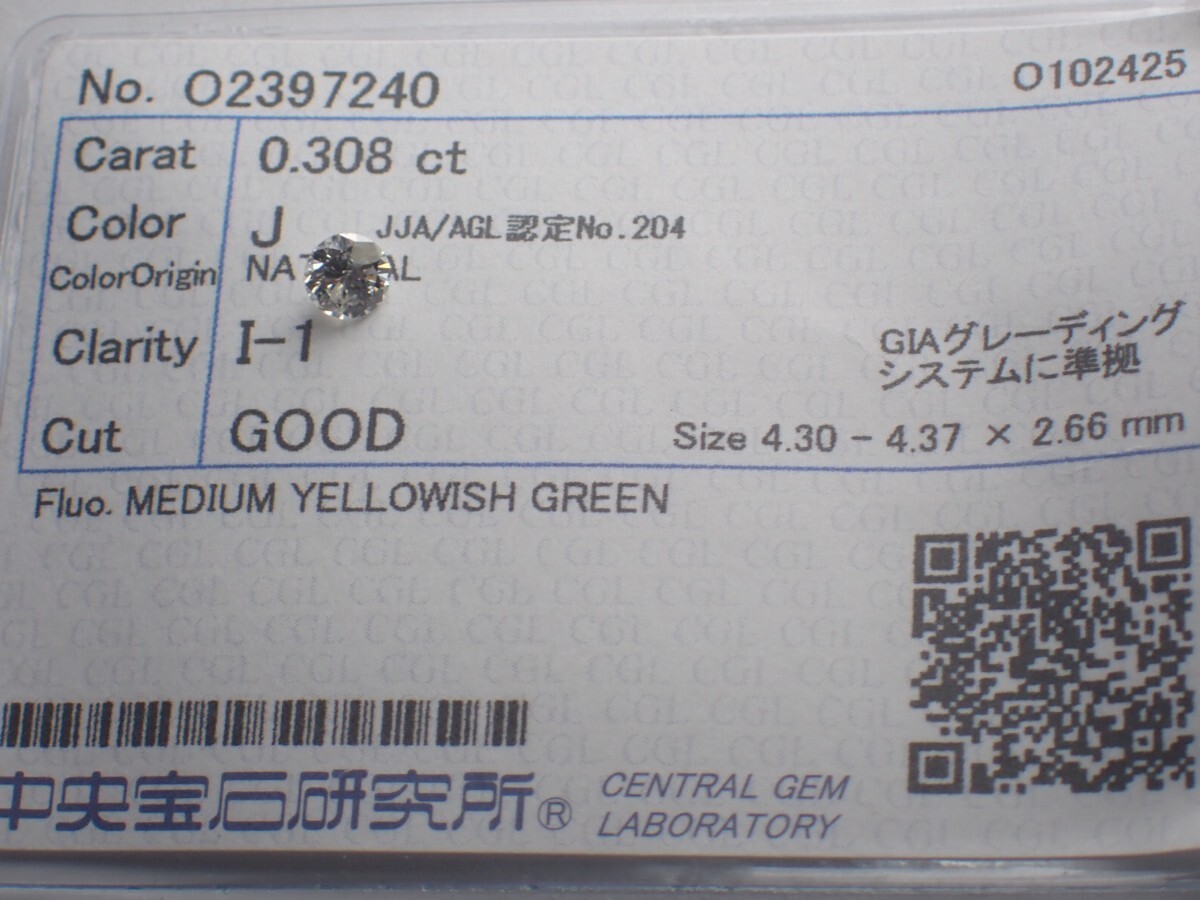 No. O2397240
O102425
Carat 0.308 ct
Color J JJA/AGL認定No.204
ColorOrigin
Clarity I-1
GIAグレーディング
システムに準拠
Cut GOOD Size 4.30 - 4.37 × 2.66 mm
Fluo. MEDIUM YELLOWISH GREEN
中央宝石研究所®
CENTRAL GEM
LABORATORY